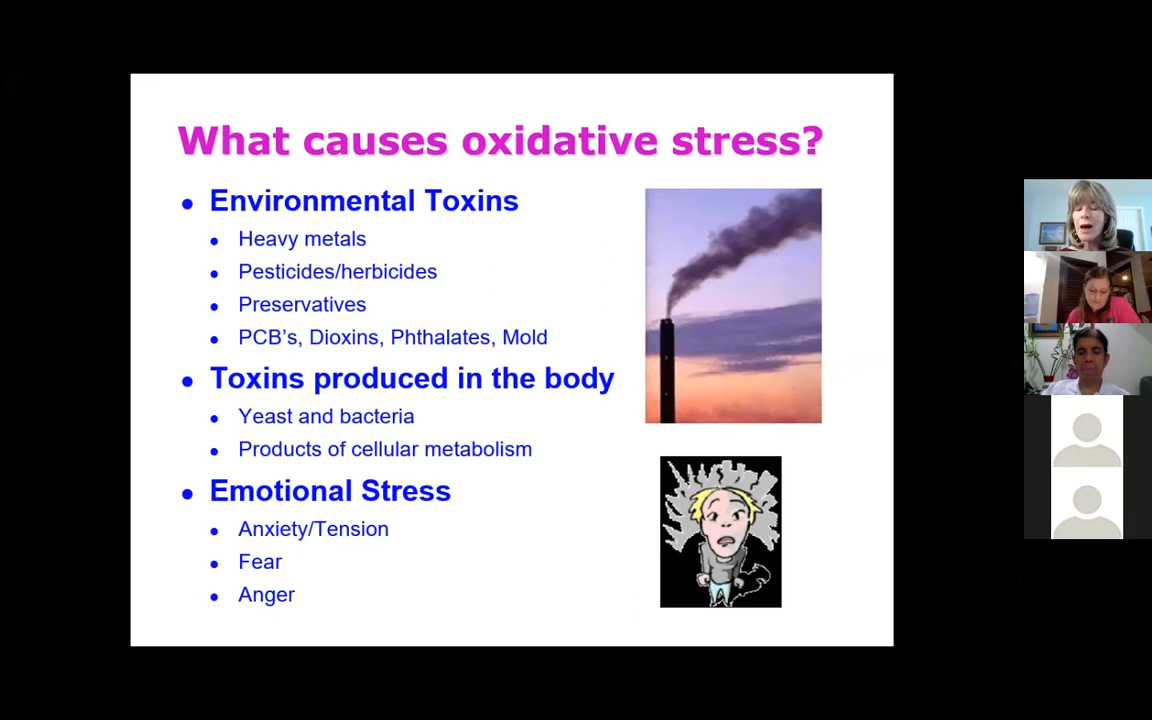 What causes oxidative stress?
Environmental Toxins
Heavy metals
Pesticides/herbicides
Preservatives
PCB's, Dioxins, Phthalates, Mold
Toxins produced in the body
Yeast and bacteria
Products of cellular metabolism
Emotional Stress
Anxiety/Tension
Fear
Anger